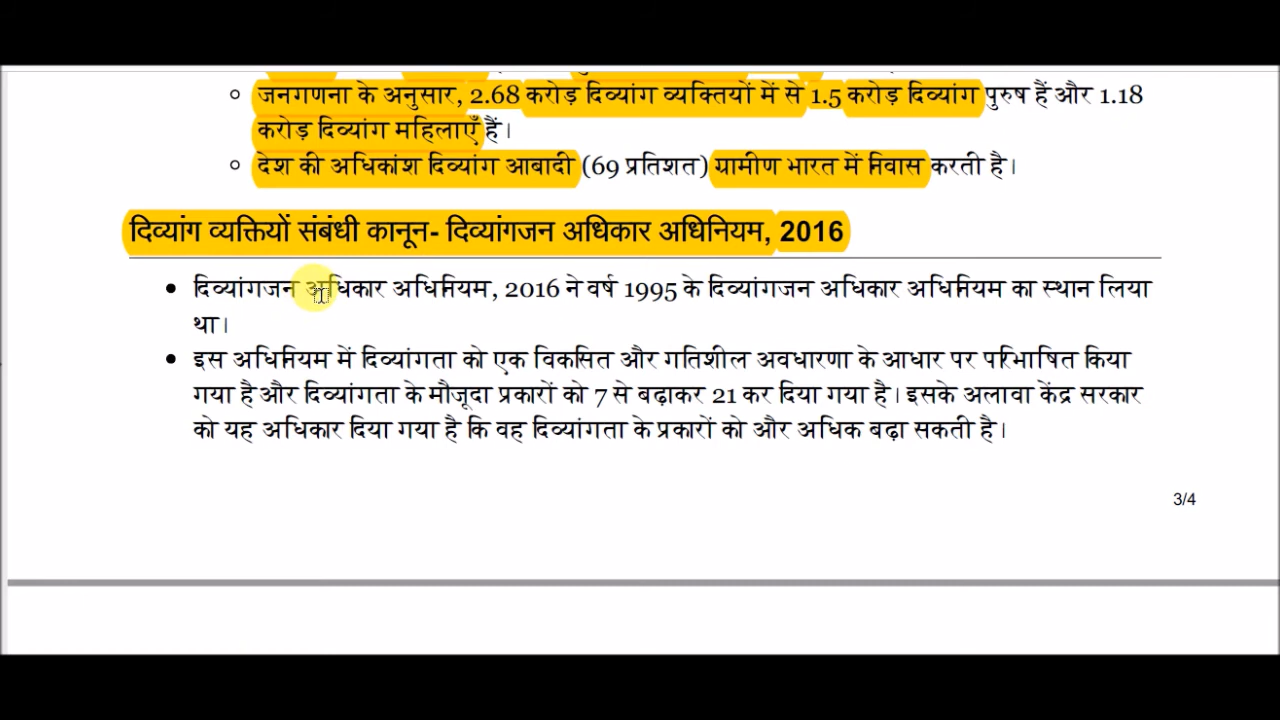 जनगणना के अनुसार, 2.68 करोड़ दिव्यांग व्यक्तियों में से 1.5 करोड़ दिव्यांग पुरुष हैं और 1.18
करोड़ दिव्यांग महिलाएँ हैं।
देश की अधिकांश दिव्यांग आबादी (69 प्रतिशत) ग्रामीण भारत में निवास करती है।
दिव्यांग व्यक्तियों संबंधी कानून- दिव्यांगजन अधिकार अधिनियम, 2016
दिव्यांगजन अधिकार अधिनियम, 2016 ने वर्ष 1995 के दिव्यांगजन अधिकार अधिनियम का स्थान लिया
था।
इस अधिनियम में दिव्यांगता को एक विकसित और गतिशील अवधारणा के आधार पर परिभाषित किया
गया है और दिव्यांगता के मौजूदा प्रकारों को 7 से बढ़ाकर 21 कर दिया गया है। इसके अलावा केंद्र सरकार
को यह अधिकार दिया गया है कि वह दिव्यांगता के प्रकारों को और अधिक बढ़ा सकती है।
3/4